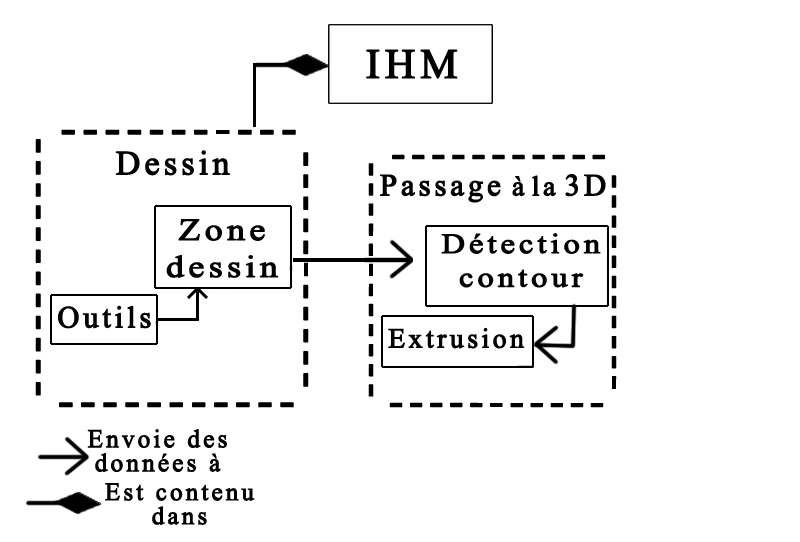 IHM
Dessin
Zone
dessin
Outils
Passage à la 3D
Détection
contour
Extrusion
Envoie des
données à
Est contenu
dans